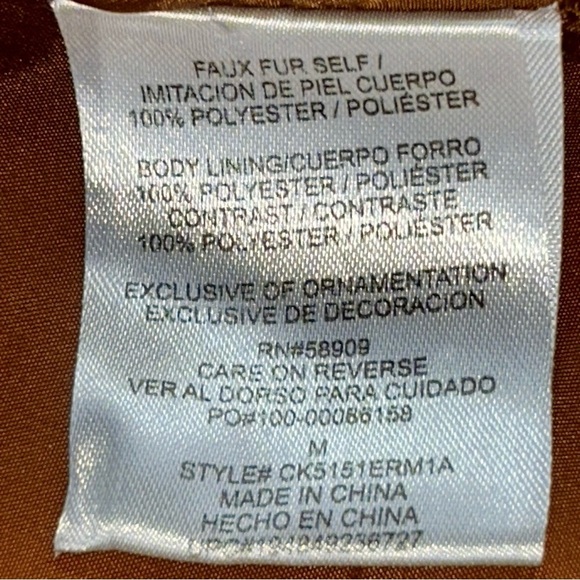 FAUX FUR SELF /
IMITACION DE PIEL CUERPO
100% POLYESTER / POLIÉSTER
BODY LINING/CUERPO FORRO
100% POLYESTER / POLIÉSTER
CONTRAST / CONTRASTE
100% POLYESTER / POLIÉSTER
EXCLUSIVE OF ORNAMENTATION
EXCLUSIVE DE DECORACION
RN#58909
CARE ON REVERSE
VER AL DORSO PARA CUIDADO
PO#100-00086158
M
STYLE# CK5151ERM1A
MADE IN CHINA
HECHO EN CHINA